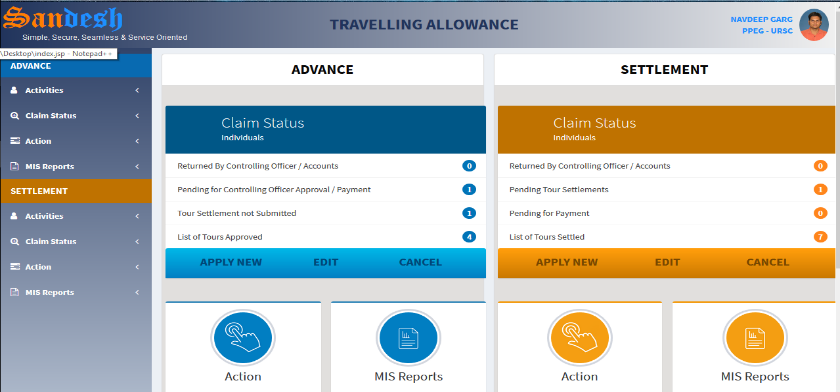 Sandesh
Simple, Secure, Seamless & Service Oriented
TRAVELLING ALLOWANCE
NAVDEEP GARG
PPEG - URSC
\Desktop\index.jsp - Notepad++
ADVANCE
Activities
Claim Status
Action
MIS Reports
SETTLEMENT
Activities
Claim Status
Action
MIS Reports
ADVANCE
Claim Status
Individuals
Returned By Controlling Officer / Accounts 0
Pending for Controlling Officer Approval / Payment 1
Tour Settlement not Submitted 1
List of Tours Approved 4
APPLY NEW EDIT CANCEL
Action
MIS Reports
SETTLEMENT
Claim Status
Individuals
Returned By Controlling Officer / Accounts 0
Pending Tour Settlements 1
Pending for Payment 0
List of Tours Settled 7
APPLY NEW EDIT CANCEL
Action
MIS Reports